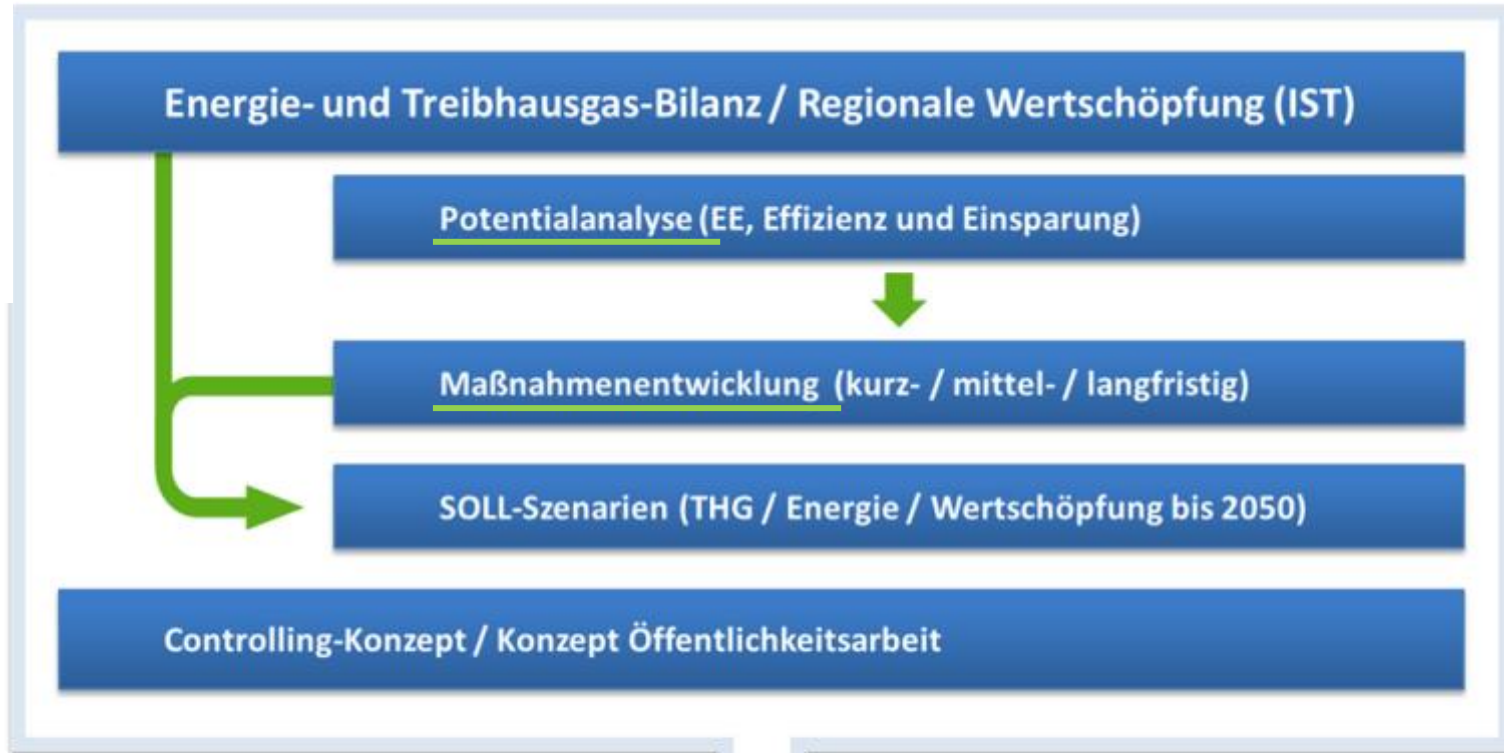 Energie- und Treibhausgas-Bilanz / Regionale Wertschöpfung (IST)
Potentialanalyse (EE, Effizienz und Einsparung)
Maßnahmenentwicklung (kurz- / mittel- / langfristig)
SOLL-Szenarien (THG / Energie / Wertschöpfung bis 2050)
Controlling-Konzept / Konzept Öffentlichkeitsarbeit